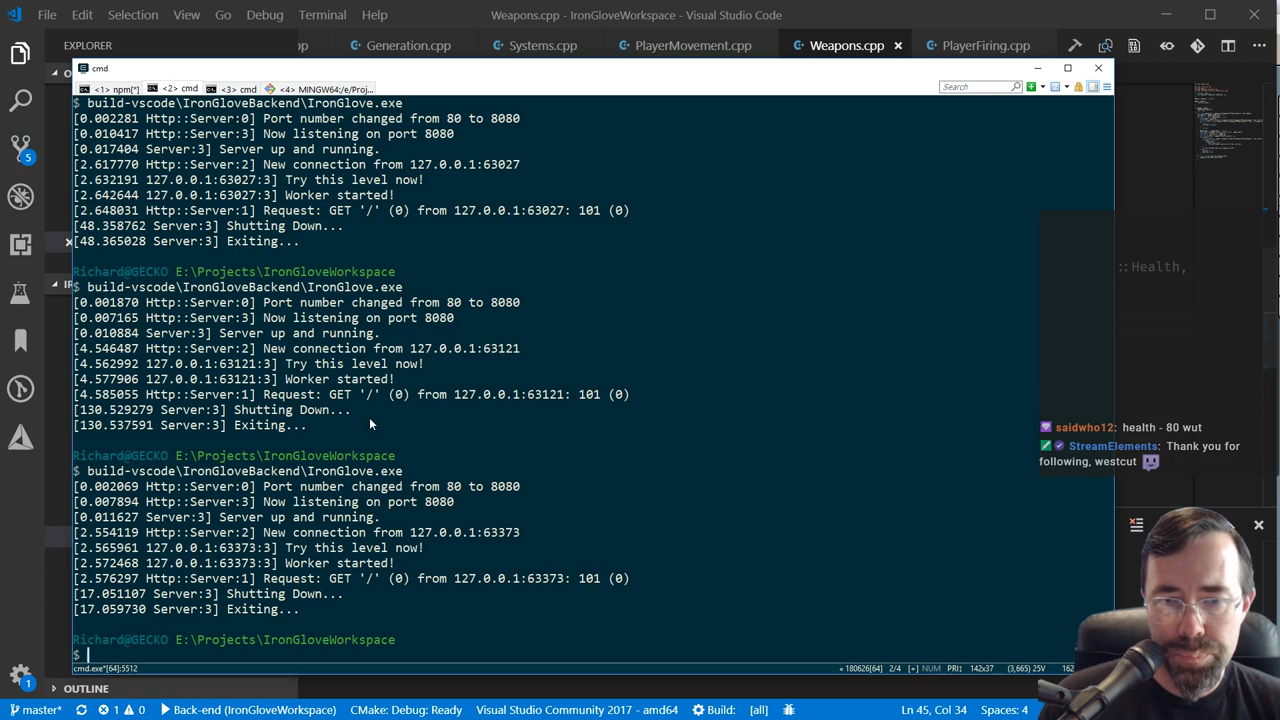 File Edit Selection View Go Debug Terminal Help Weapons.cpp - IronGloveWorkspace - Visual Studio Code
EXPLORER
Generation.cpp Systems.cpp PlayerMovement.cpp Weapons.cpp PlayerFiring.cpp
cmd
<1> npm[*] <2> cmd <3> cmd <4> MINGW64:/e/Proj... Search
$ build-vscode\IronGloveBackend\IronGlove.exe
[0.002281 Http::Server:0] Port number changed from 80 to 8080
[0.010417 Http::Server:3] Now listening on port 8080
[0.017404 Server:3] Server up and running.
[2.617770 Http::Server:2] New connection from 127.0.0.1:63027
[2.632191 127.0.0.1:63027:3] Try this level now!
[2.642644 127.0.0.1:63027:3] Worker started!
[2.648031 Http::Server:1] Request: GET '/' (0) from 127.0.0.1:63027: 101 (0)
[48.358762 Server:3] Shutting Down...
[48.365028 Server:3] Exiting...
Richard@GECKO E:\Projects\IronGloveWorkspace
$ build-vscode\IronGloveBackend\IronGlove.exe
[0.001870 Http::Server:0] Port number changed from 80 to 8080
[0.007165 Http::Server:3] Now listening on port 8080
[0.010884 Server:3] Server up and running.
[4.546487 Http::Server:2] New connection from 127.0.0.1:63121
[4.562992 127.0.0.1:63121:3] Try this level now!
[4.577906 127.0.0.1:63121:3] Worker started!
[4.585055 Http::Server:1] Request: GET '/' (0) from 127.0.0.1:63121: 101 (0)
[130.529279 Server:3] Shutting Down...
[130.537591 Server:3] Exiting...
Richard@GECKO E:\Projects\IronGloveWorkspace
$ build-vscode\IronGloveBackend\IronGlove.exe
[0.002069 Http::Server:0] Port number changed from 80 to 8080
[0.007894 Http::Server:3] Now listening on port 8080
[0.011627 Server:3] Server up and running.
[2.554119 Http::Server:2] New connection from 127.0.0.1:63373
[2.565961 127.0.0.1:63373:3] Try this level now!
[2.572468 127.0.0.1:63373:3] Worker started!
[2.576297 Http::Server:1] Request: GET '/' (0) from 127.0.0.1:63373: 101 (0)
[17.051107 Server:3] Shutting Down...
[17.059730 Server:3] Exiting...
Richard@GECKO E:\Projects\IronGloveWorkspace
$
cmd.exe*[64]:5512 « 180626[64] 2/4 [+] NUM PRI↕ 142x37 (3,665) 25V
::Health,
saidwho12: health - 80 wut
StreamElements: Thank you for
following, westcut
5
1
OUTLINE
master* 1 0 Back-end (IronGloveWorkspace) CMake: Debug: Ready Visual Studio Community 2017 - amd64 Build: [all] Ln 45, Col 34 Spaces: 4